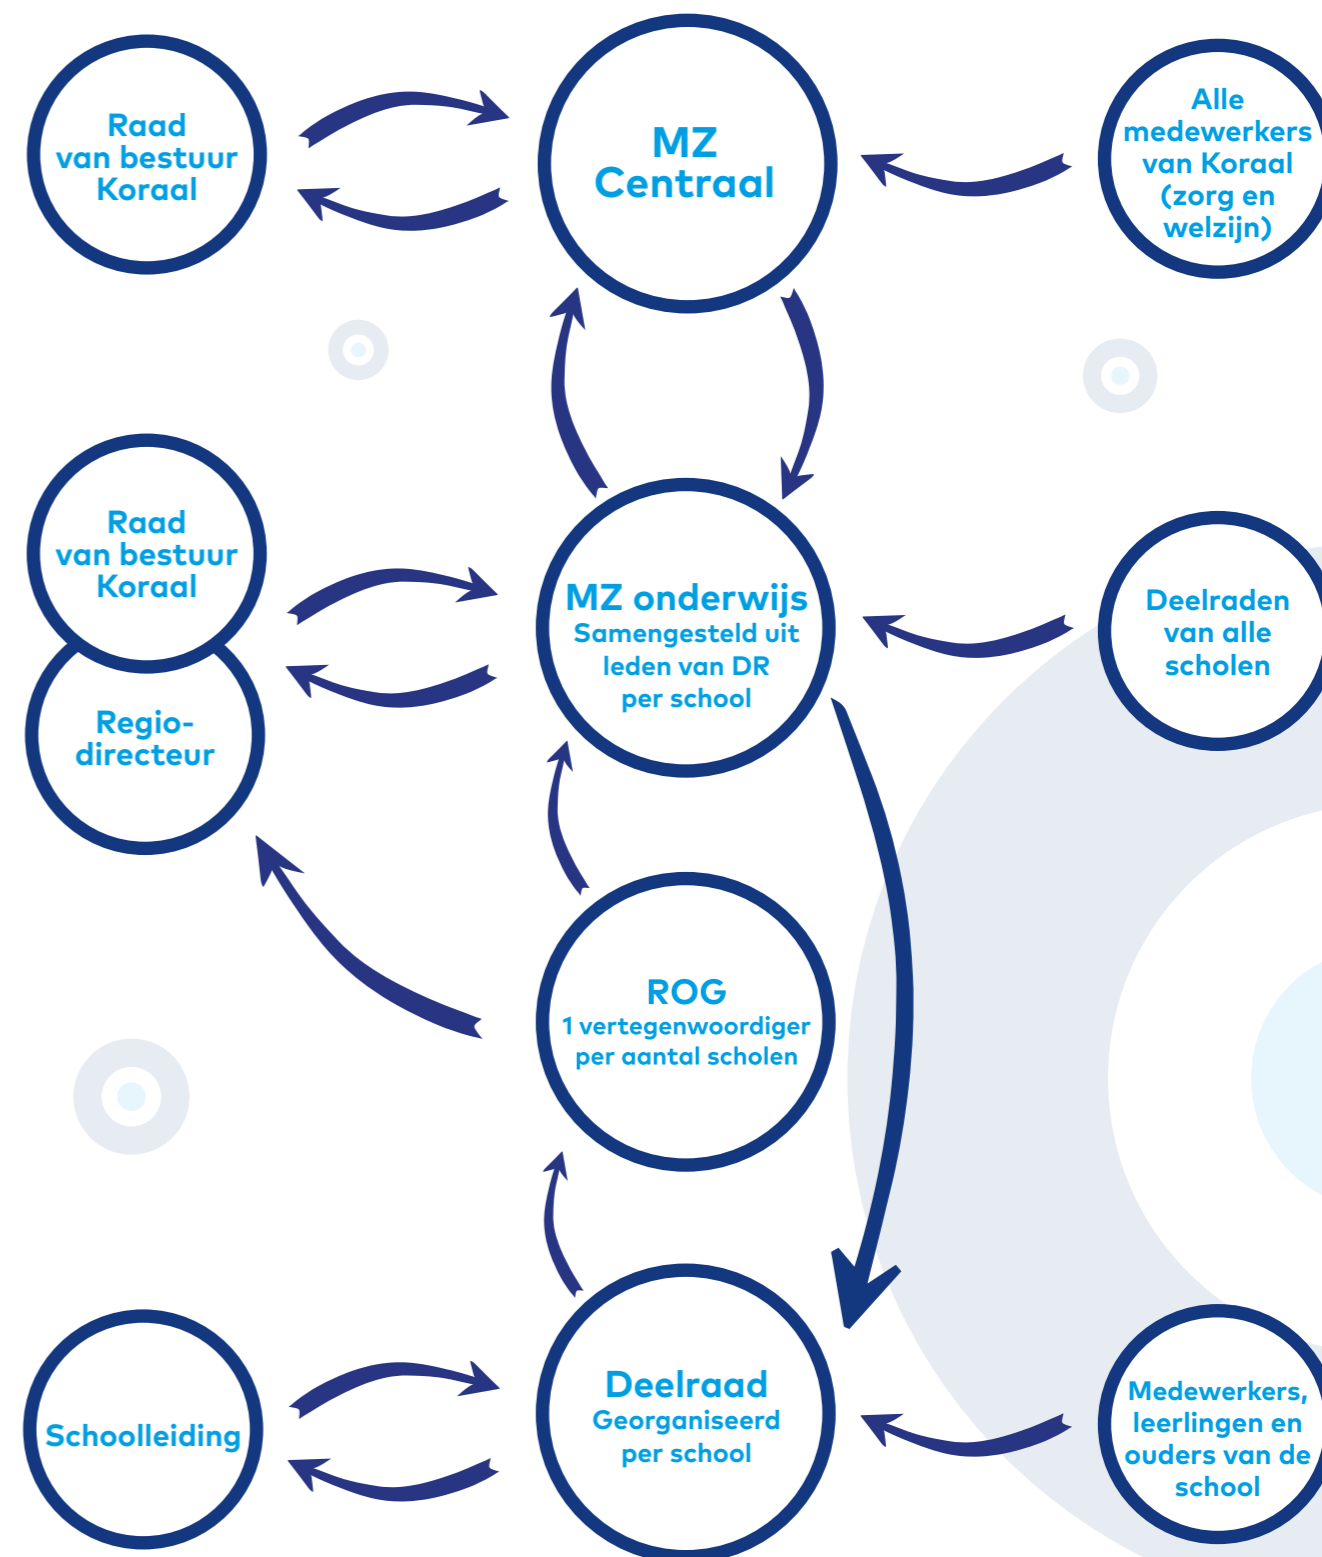 Raad
van bestuur
Koraal
MZ
Centraal
Alle
medewerkers
van Koraal
(zorg en
welzijn)
Raad
van bestuur
Koraal
Regio-
directeur
MZ onderwijs
Samengesteld uit
leden van DR
per school
Deelraden
van alle
scholen
ROG
1 vertegenwoordiger
per aantal scholen
Schoolleiding
Deelraad
Georganiseerd
per school
Medewerkers,
leerlingen en
ouders van de
school